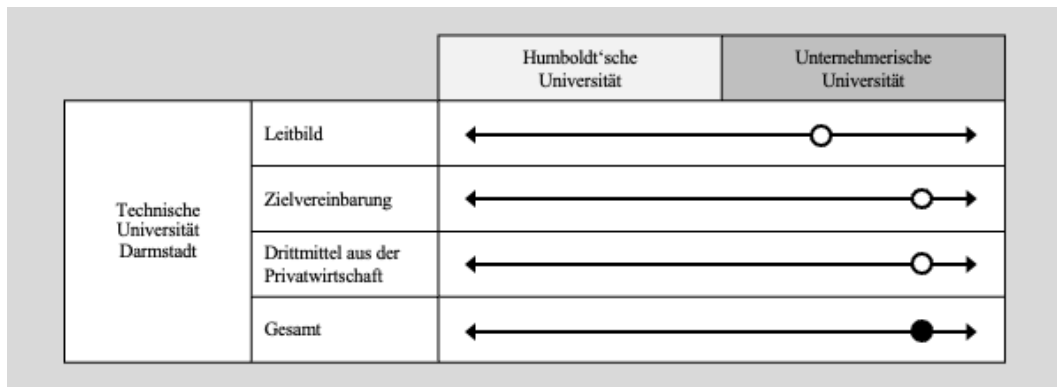 Humboldt‘sche
Universität
Unternehmerische
Universität
Technische
Universität
Darmstadt
Leitbild
Zielvereinbarung
Drittmittel aus der
Privatwirtschaft
Gesamt